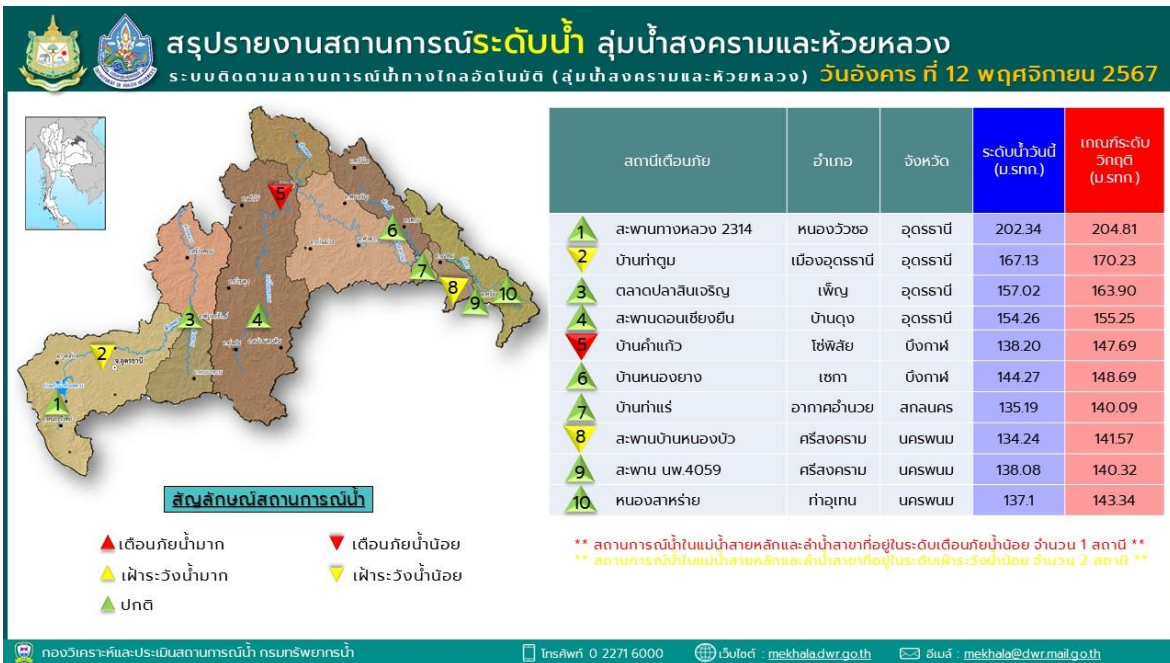 สรุปรายงานสถานการณ์ระดับน้ำ ลุ่มน้ำสงครามและห้วยหลวง
ระบบติดตามสถานการณ์น้ำทางไกลอัตโนมัติ (ลุ่มน้ำสงครามและห้วยหลวง) วันอังคาร ที่ 12 พฤศจิกายน 2567
5
6
7
8
9
10
3
4
2
จ.อุดรธานี
1
สถานีเตือนภัย อำเภอ จังหวัด ระดับน้ำวันนี้ (ม.รทก.) เกณฑ์ระดับวิกฤติ (ม.รทก.)
1 สะพานทางหลวง 2314 หนองวัวซอ อุดรธานี 202.34 204.81
2 บ้านท่าตูม เมืองอุดรธานี อุดรธานี 167.13 170.23
3 ตลาดปลาสินเจริญ เพ็ญ อุดรธานี 157.02 163.90
4 สะพานดอนเชียงยืน บ้านดุง อุดรธานี 154.26 155.25
5 บ้านคำแก้ว โซ่พิสัย บึงกาฬ 138.20 147.69
6 บ้านหนองยาง เซกา บึงกาฬ 144.27 148.69
7 บ้านท่าแร่ อากาศอำนวย สกลนคร 135.19 140.09
8 สะพานบ้านหนองบัว ศรีสงคราม นครพนม 134.24 141.57
9 สะพาน นพ.4059 ศรีสงคราม นครพนม 138.08 140.32
10 หนองสาหร่าย ท่าอุเทน นครพนม 137.1 143.34
สัญลักษณ์สถานการณ์น้ำ
เตือนภัยน้ำมาก เตือนภัยน้ำน้อย
เฝ้าระวังน้ำมาก เฝ้าระวังน้ำน้อย
ปกติ
** สถานการณ์น้ำในแม่น้ำสายหลักและลำน้ำสาขาที่อยู่ในระดับเตือนภัยน้ำน้อย จำนวน 1 สถานี **
** สถานการณ์น้ำในแม่น้ำสายหลักและลำน้ำสาขาที่อยู่ในระดับเฝ้าระวังน้ำน้อย จำนวน 2 สถานี **
กองวิเคราะห์และประเมินสถานการณ์น้ำ กรมทรัพยากรน้ำ โทรศัพท์ 0 2271 6000 เว็บไซต์ : mekhala.dwr.go.th อีเมล์ : mekhala@dwr.mail.go.th